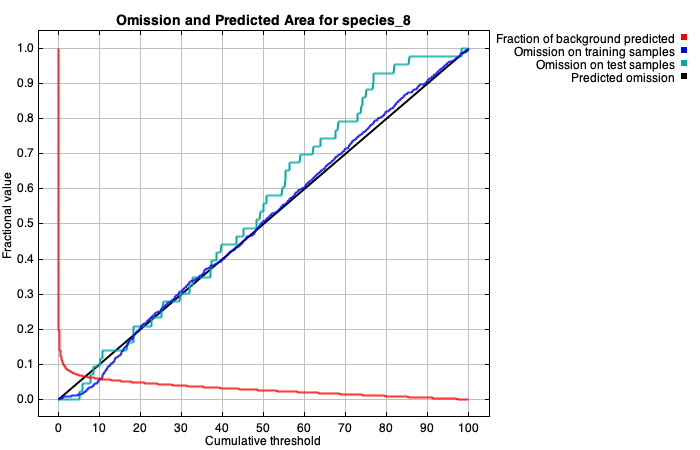 Omission and Predicted Area for species_8
Fraction of background predicted
Omission on training samples
Omission on test samples
Predicted omission
Fractional value
1.0
0.9
0.8
0.7
0.6
0.5
0.4
0.3
0.2
0.1
0.0
0 10 20 30 40 50 60 70 80 90 100
Cumulative threshold